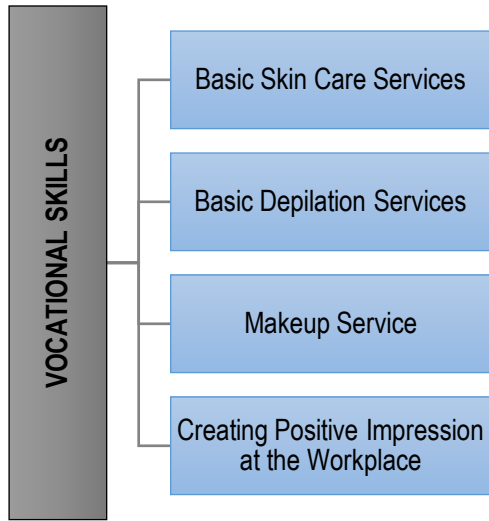 VOCATIONAL SKILLS
Basic Skin Care Services
Basic Depilation Services
Makeup Service
Creating Positive Impression
at the Workplace